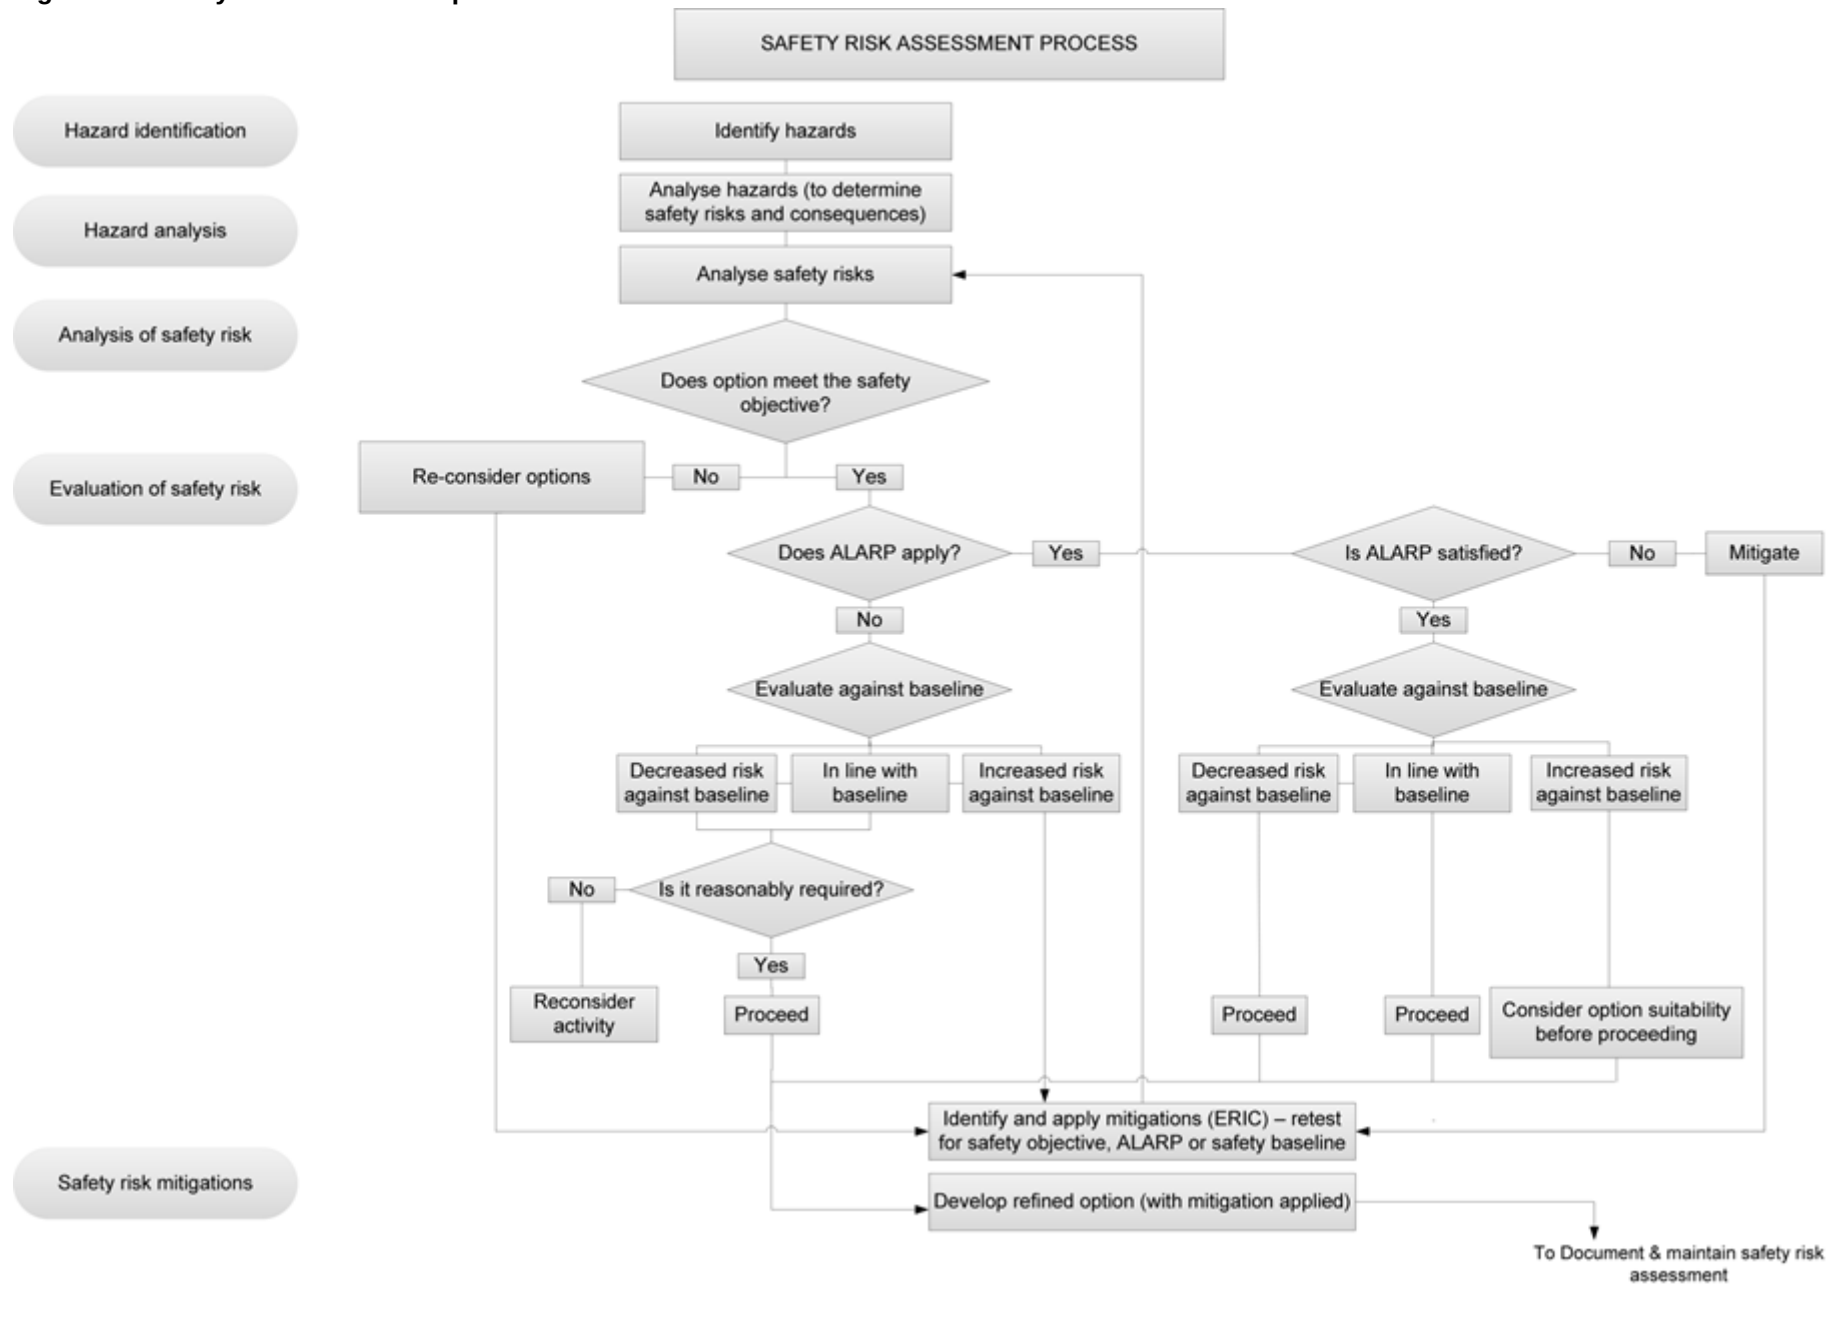 SAFETY RISK ASSESSMENT PROCESS
Hazard identification
Identify hazards
Analyse hazards (to determine
safety risks and consequences)
Hazard analysis
Analyse safety risks
Analysis of safety risk
Does option meet the safety
objective?
Evaluation of safety risk
Re-consider options
No
Yes
Does ALARP apply?
Yes
Is ALARP satisfied?
No
Mitigate
No
Yes
Evaluate against baseline
Evaluate against baseline
Decreased risk
against baseline
In line with
baseline
Increased risk
against baseline
Decreased risk
against baseline
In line with
baseline
Increased risk
against baseline
No
Is it reasonably required?
Yes
Reconsider
activity
Proceed
Proceed
Proceed
Consider option suitability
before proceeding
Identify and apply mitigations (ERIC) – retest
for safety objective, ALARP or safety baseline
Safety risk mitigations
Develop refined option (with mitigation applied)
To Document & maintain safety risk
assessment